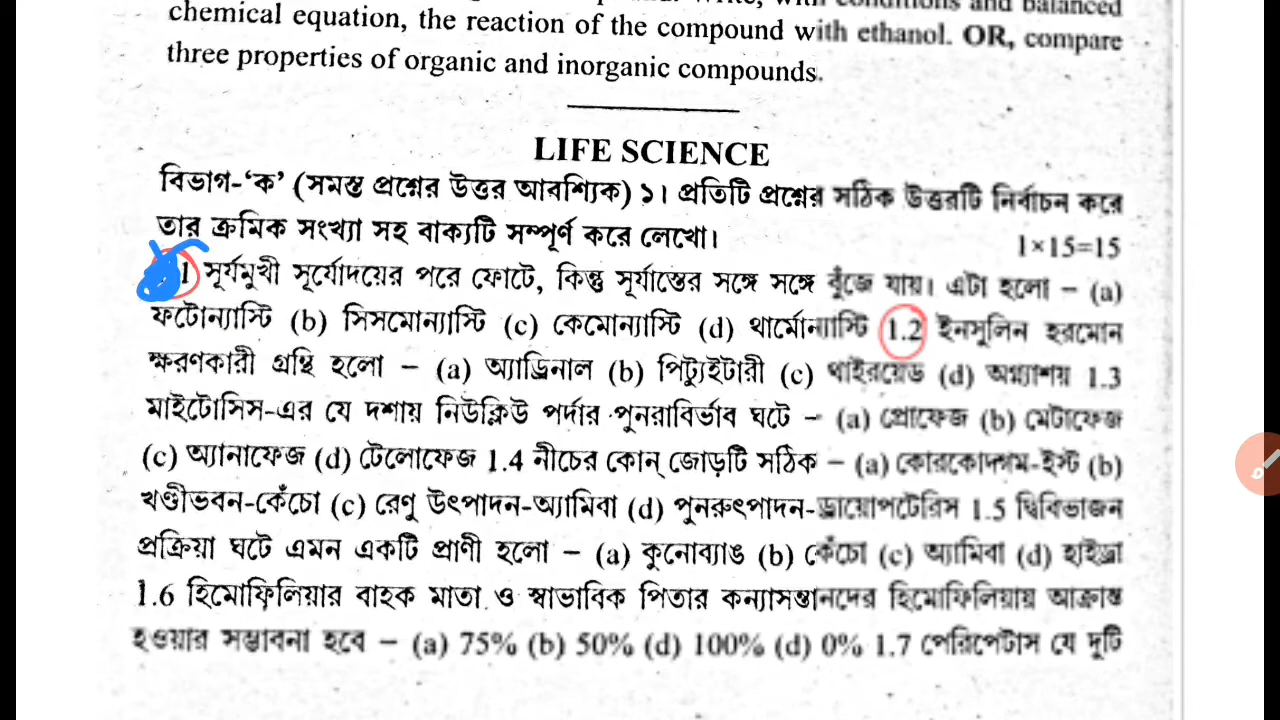 chemical equation, the reaction of the compound with ethanol. OR, compare
three properties of organic and inorganic compounds.
LIFE SCIENCE
বিভাগ-‘ক’ (সমস্ত প্রশ্নের উত্তর আবশ্যিক) ১। প্রতিটি প্রশ্নের সঠিক উত্তরটি নির্বাচন করে
তার ক্রমিক সংখ্যা সহ বাক্যটি সম্পূর্ণ করে লেখো। 1×15=15
1 সূর্যমুখী সূর্যোদয়ের পরে ফোটে, কিন্তু সূর্যাস্তের সঙ্গে সঙ্গে বুঁজে যায়। এটা হলো – (a)
ফটোন্যাস্টি (b) সিসমোন্যাস্টি (c) কেমোন্যাস্টি (d) থার্মোন্যাস্টি 1.2 ইনসুলিন হরমোন
ক্ষরণকারী গ্রন্থি হলো – (a) অ্যাড্রিনাল (b) পিট্যুইটারী (c) থাইরয়েড (d) অগ্ন্যাশয় 1.3
মাইটোসিস-এর যে দশায় নিউক্লিউ পর্দার পুনরাবির্ভাব ঘটে – (a) প্রোফেজ (b) মেটাফেজ
(c) অ্যানাফেজ (d) টেলোফেজ 1.4 নীচের কোন্ জোড়টি সঠিক – (a) কোরকোদ্গম-ইস্ট (b)
খণ্ডীভবন-কেঁচো (c) রেণু উৎপাদন-অ্যামিবা (d) পুনরুৎপাদন-ড্রায়োপটেরিস 1.5 দ্বিবিভাজন
প্রক্রিয়া ঘটে এমন একটি প্রাণী হলো – (a) কুনোব্যাঙ (b) কেঁচো (c) অ্যামিবা (d) হাইড্রা
1.6 হিমোফিলিয়ার বাহক মাতা ও স্বাভাবিক পিতার কন্যাসন্তানদের হিমোফিলিয়ায় আক্রান্ত
হওয়ার সম্ভাবনা হবে – (a) 75% (b) 50% (d) 100% (d) 0% 1.7 পেরিপেটাস যে দুটি